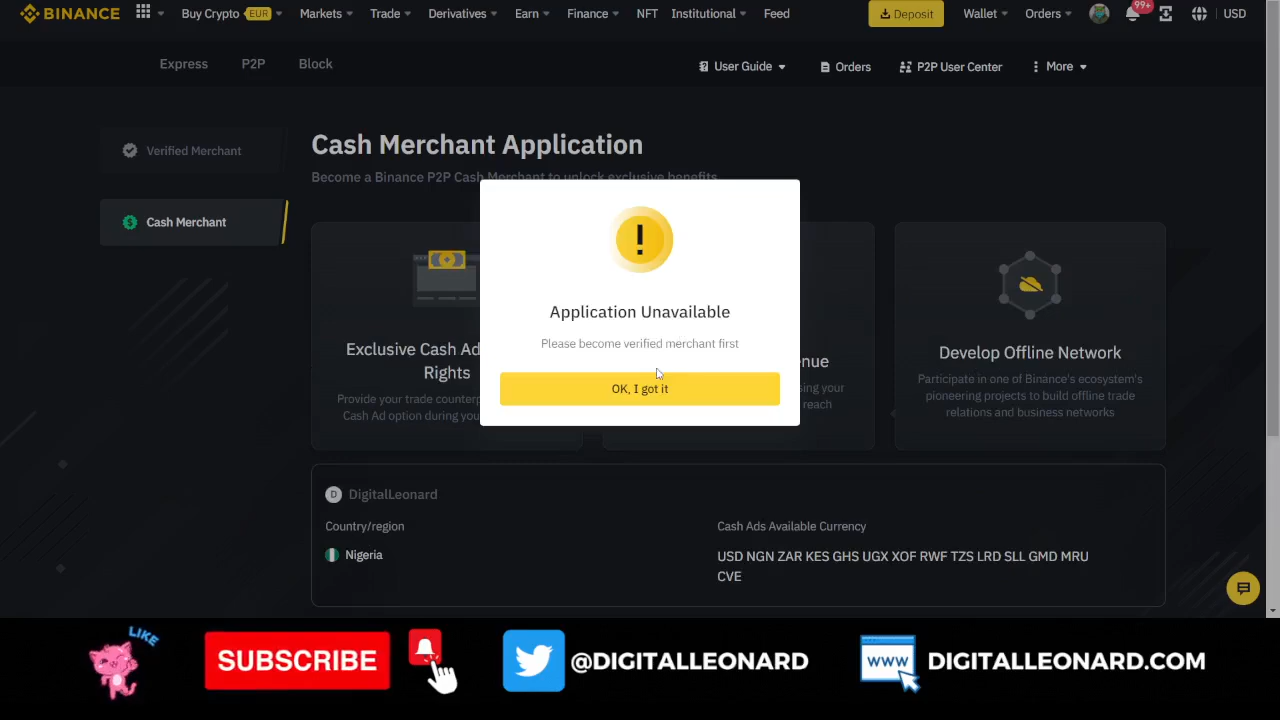 BINANCE Buy Crypto EUR Markets Trade Derivatives Earn Finance NFT Institutional Feed Deposit Wallet Orders 99+ USD
Express P2P Block User Guide Orders P2P User Center More
Verified Merchant
Cash Merchant
Cash Merchant Application
Become a Binance P2P Cash Merchant to unlock exclusive benefits.
Exclusive Cash Ad
Rights
Provide your trade counterp
Cash Ad option during you
!
Application Unavailable
Please become verified merchant first
OK, I got it
nue
sing your
reach
Develop Offline Network
Participate in one of Binance's ecosystem's
pioneering projects to build offline trade
relations and business networks
D DigitalLeonard
Country/region
Nigeria
Cash Ads Available Currency
USD NGN ZAR KES GHS UGX XOF RWF TZS LRD SLL GMD MRU
CVE
LIKE
SUBSCRIBE
@DIGITALLEONARD
WWW
DIGITALLEONARD.COM